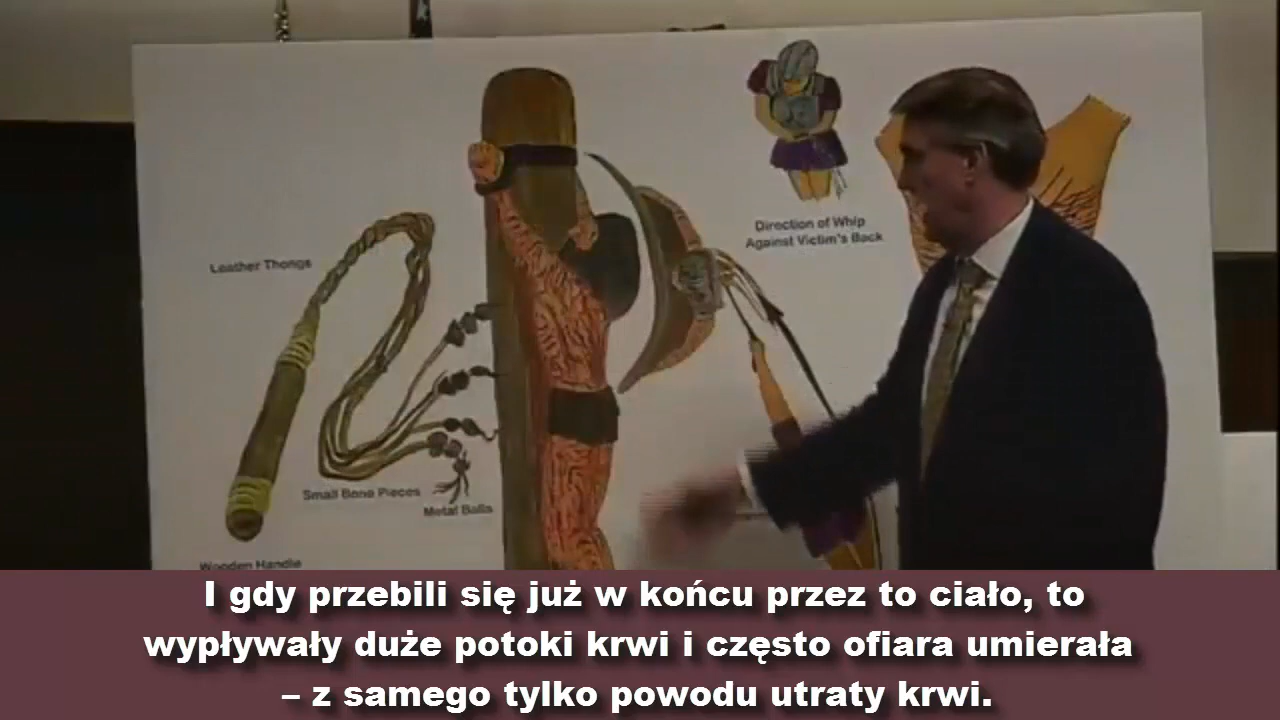 Direction of Whip
Against Victim's Back
Leather Thongs
Small Bone Pieces
Metal Balls
Wooden Handle
I gdy przebili się już w końcu przez to ciało, to
wypływały duże potoki krwi i często ofiara umierała
– z samego tylko powodu utraty krwi.